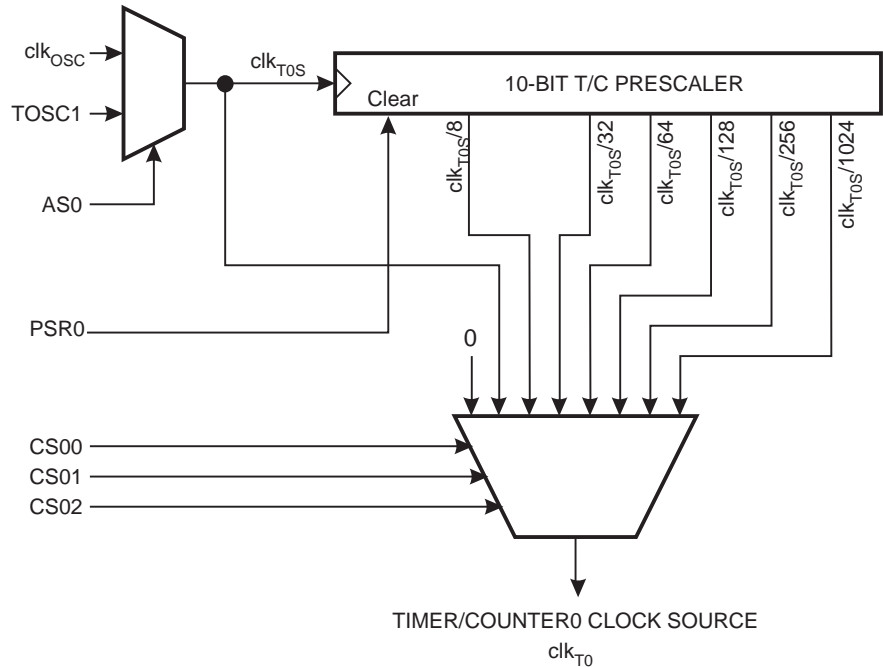 clkOSC
clkT0S
10-BIT T/C PRESCALER
TOSC1
Clear
clkT0S/8
clkT0S/32
clkT0S/64
clkT0S/128
clkT0S/256
clkT0S/1024
AS0
PSR0
0
CS00
CS01
CS02
TIMER/COUNTER0 CLOCK SOURCE
clkT0